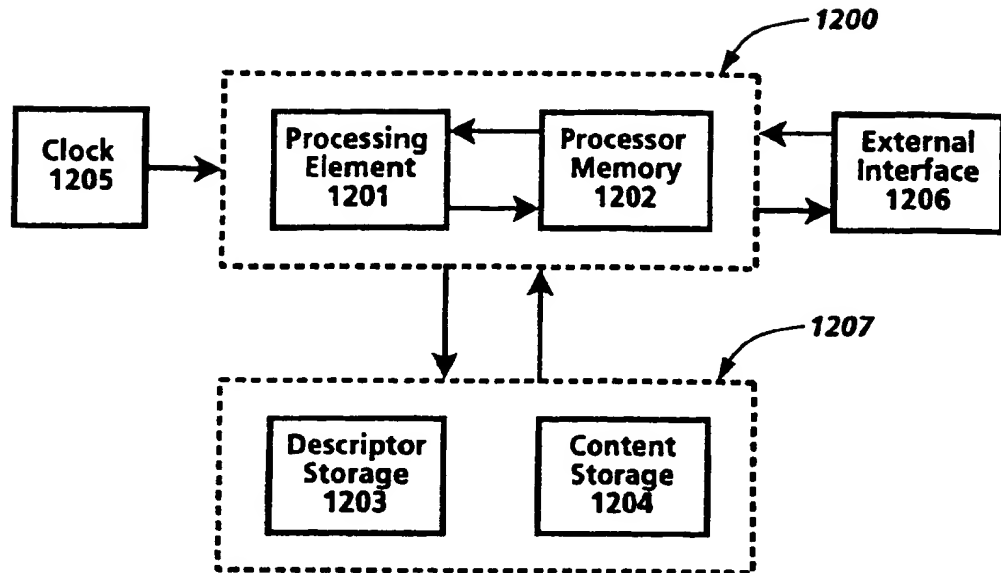 1200
Clock
1205
Processing
Element
1201
Processor
Memory
1202
External
Interface
1206
1207
Descriptor
Storage
1203
Content
Storage
1204